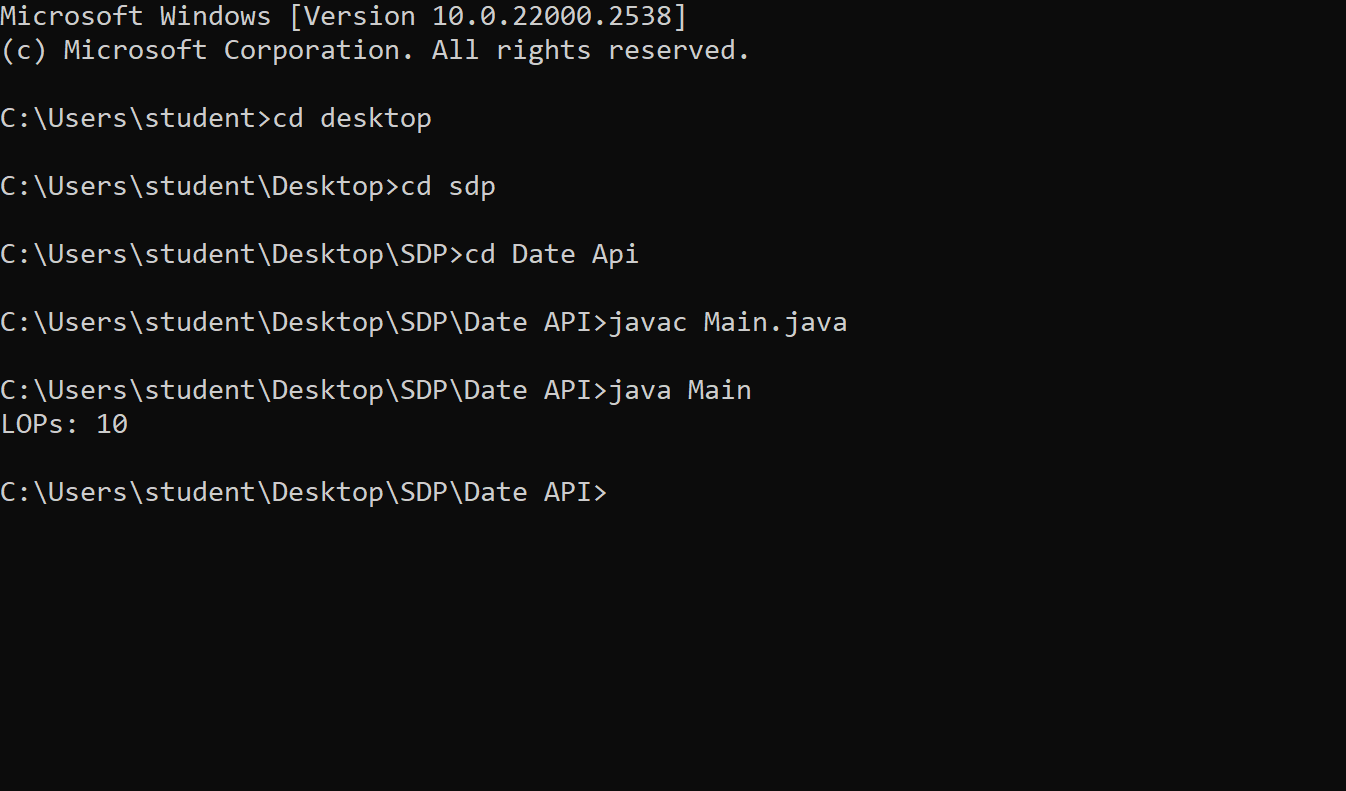 Microsoft Windows [Version 10.0.22000.2538]
(c) Microsoft Corporation. All rights reserved.
C:\Users\student>cd desktop
C:\Users\student\Desktop>cd sdp
C:\Users\student\Desktop\SDP>cd Date Api
C:\Users\student\Desktop\SDP\Date API>javac Main.java
C:\Users\student\Desktop\SDP\Date API>java Main
LOPs: 10
C:\Users\student\Desktop\SDP\Date API>